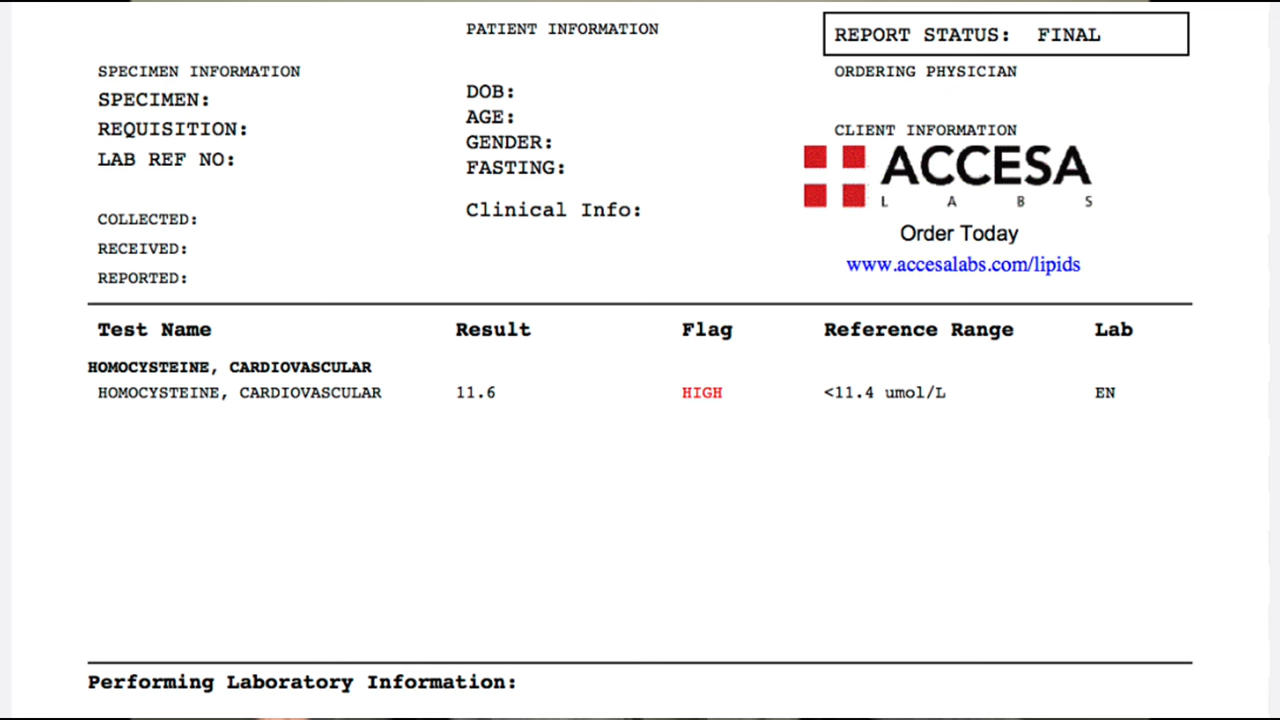 PATIENT INFORMATION
REPORT STATUS: FINAL
SPECIMEN INFORMATION
SPECIMEN:
REQUISITION:
LAB REF NO:
COLLECTED:
RECEIVED:
REPORTED:
DOB:
AGE:
GENDER:
FASTING:
Clinical Info:
ORDERING PHYSICIAN
CLIENT INFORMATION
ACCESA
LABS
Order Today
www.accesalabs.com/lipids
Test Name Result Flag Reference Range Lab
HOMOCYSTEINE, CARDIOVASCULAR
HOMOCYSTEINE, CARDIOVASCULAR 11.6 HIGH <11.4 umol/L EN
Performing Laboratory Information: